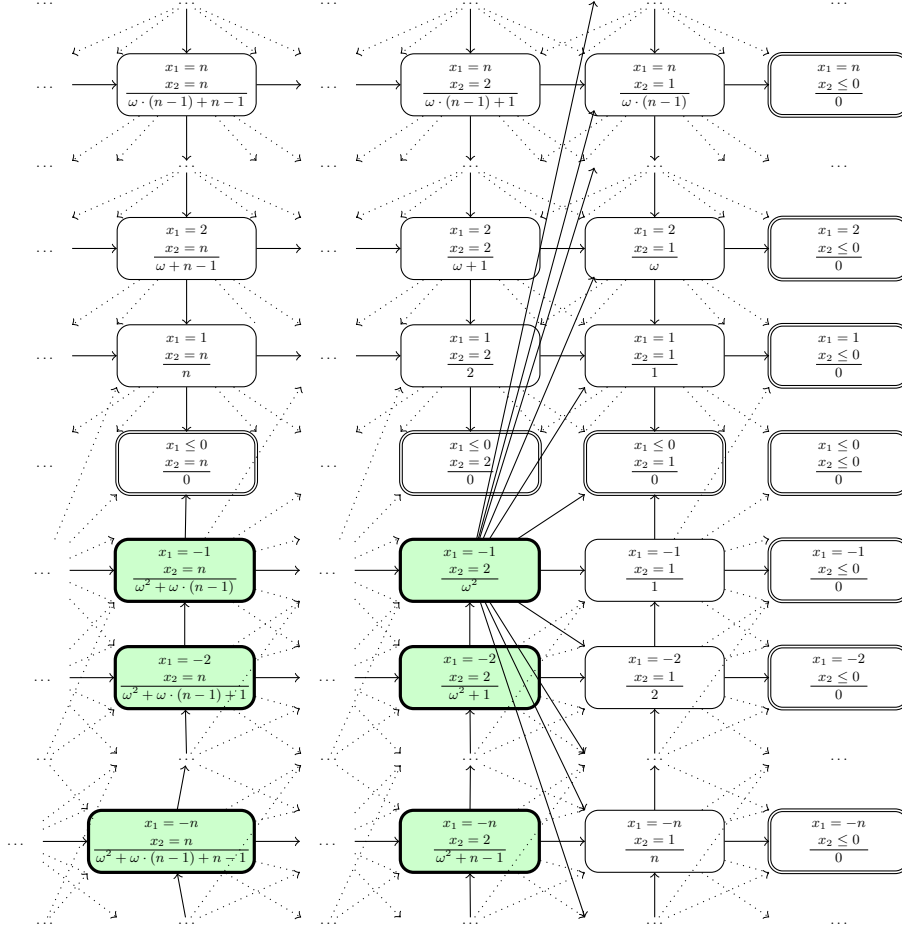 ... ... ... ... ...
x₁ = n x₁ = n x₁ = n x₁ = n
... x₂ = n ... x₂ = 2 x₂ = 1 x₂ ≤ 0
ω · (n − 1) + n − 1 ω · (n − 1) + 1 ω · (n − 1) 0
... ... ... ... ... ...
x₁ = 2 x₁ = 2 x₁ = 2 x₁ = 2
... x₂ = n ... x₂ = 2 x₂ = 1 x₂ ≤ 0
ω + n − 1 ω + 1 ω 0
x₁ = 1 x₁ = 1 x₁ = 1 x₁ = 1
... x₂ = n ... x₂ = 2 x₂ = 1 x₂ ≤ 0
n 2 1 0
x₁ ≤ 0 x₁ ≤ 0 x₁ ≤ 0 x₁ ≤ 0
... x₂ = n ... x₂ = 2 x₂ = 1 x₂ ≤ 0
0 0 0 0
x₁ = −1 x₁ = −1 x₁ = −1 x₁ = −1
... x₂ = n ... x₂ = 2 x₂ = 1 x₂ ≤ 0
ω² + ω · (n − 1) ω² 1 0
x₁ = −2 x₁ = −2 x₁ = −2 x₁ = −2
... x₂ = n ... x₂ = 2 x₂ = 1 x₂ ≤ 0
ω² + ω · (n − 1) + 1 ω² + 1 2 0
... ... ... ... ... ...
x₁ = −n x₁ = −n x₁ = −n x₁ = −n
... x₂ = n ... x₂ = 2 x₂ = 1 x₂ ≤ 0
ω² + ω · (n − 1) + n − 1 ω² + n − 1 n 0
... ... ... ... ... ...